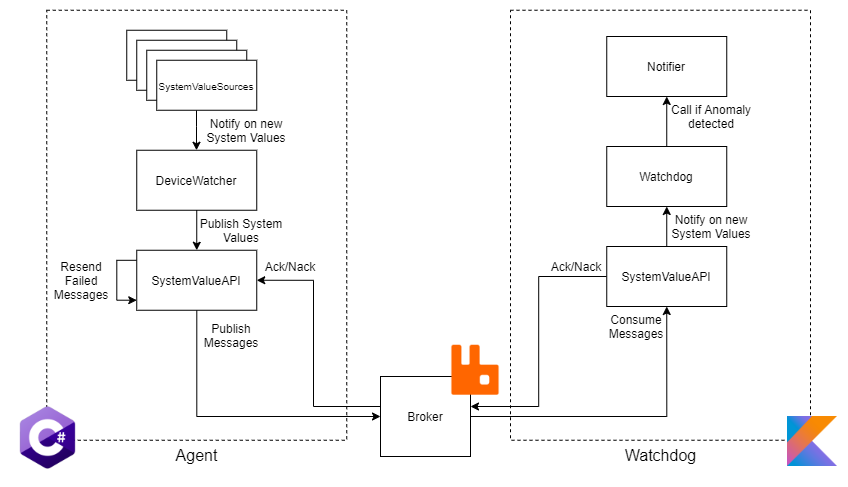 SystemValueSources
Notify on new
System Values
DeviceWatcher
Publish System
Values
Resend
Failed
Messages
SystemValueAPI
Ack/Nack
Publish
Messages
C#
Agent
Broker
Notifier
Call if Anomaly
detected
Watchdog
Notify on new
System Values
Ack/Nack
SystemValueAPI
Consume
Messages
Watchdog